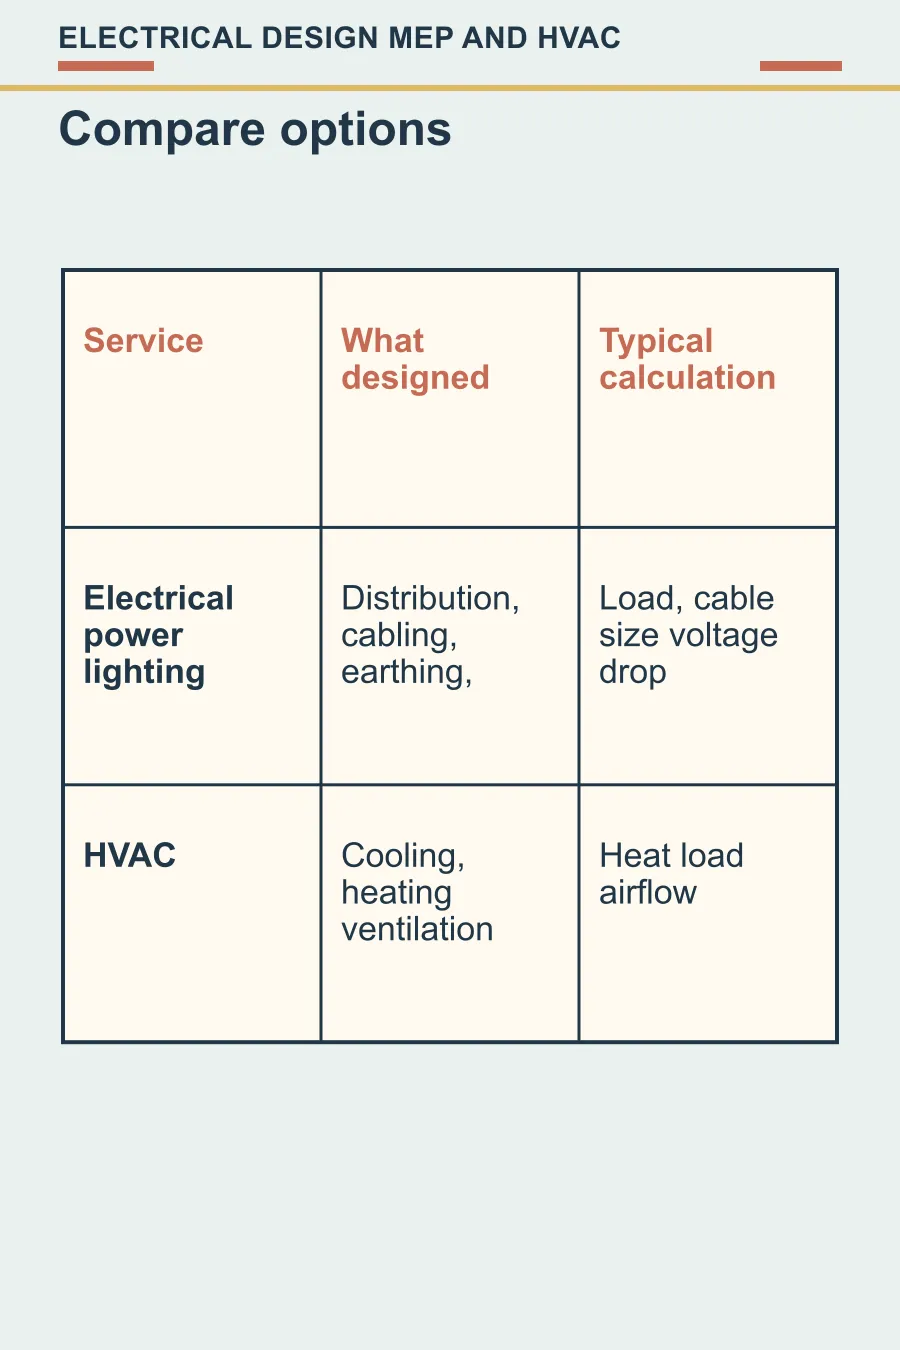 ELECTRICAL DESIGN MEP AND HVAC
Compare options
Service
What
designed
Typical
calculation
Electrical
power
lighting
Distribution,
cabling,
earthing,
Load, cable
size voltage
drop
HVAC
Cooling,
heating
ventilation
Heat load
airflow